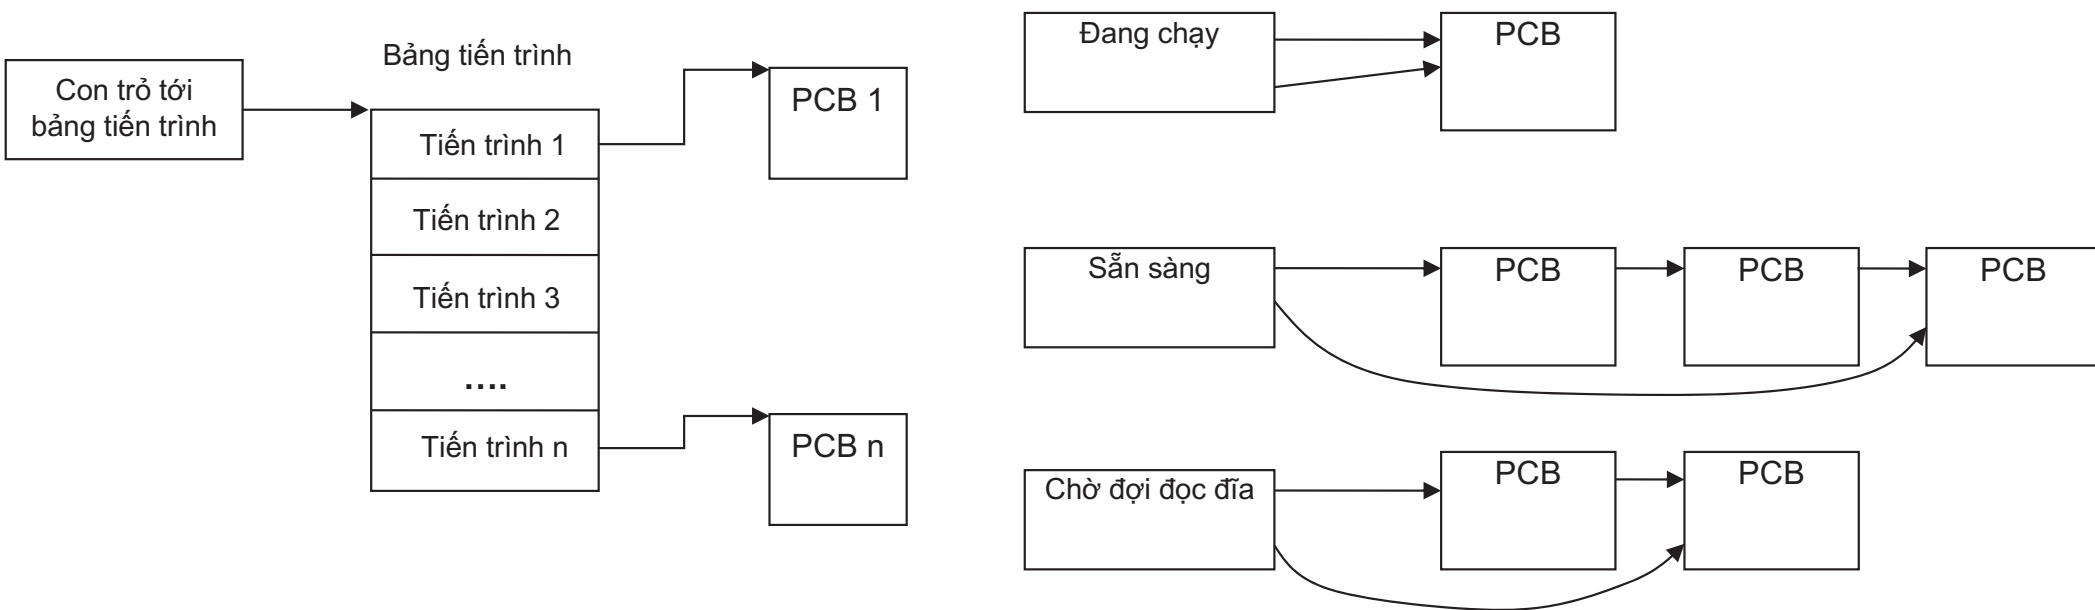 Con trỏ tới
bảng tiến trình
Bảng tiến trình
Tiến trình 1
Tiến trình 2
Tiến trình 3
....
Tiến trình n
PCB 1
PCB n
Đang chạy
PCB
Sẵn sàng
PCB
PCB
PCB
Chờ đợi đọc đĩa
PCB
PCB